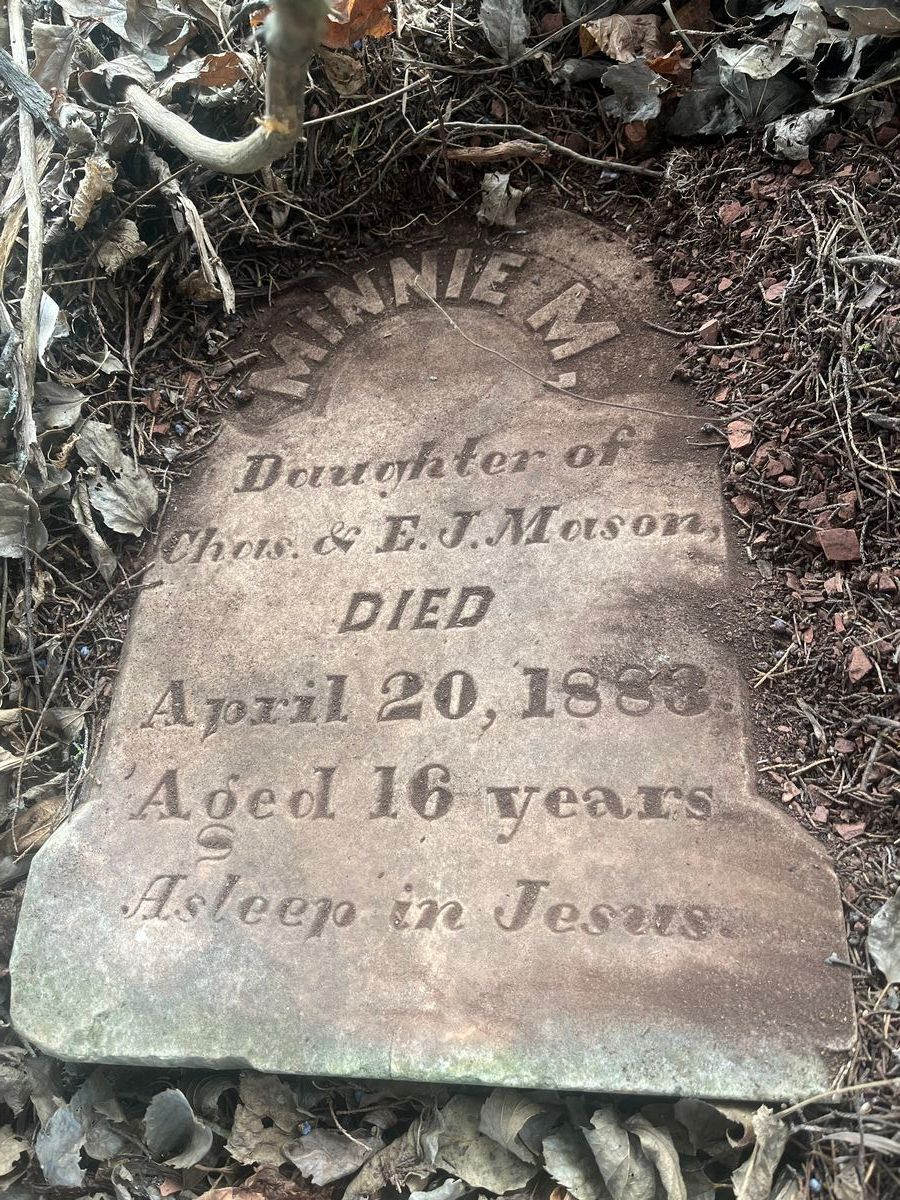 MINNIE M.
Daughter of
Chas. & E. J. Mason,
DIED
April 20, 1883.
Aged 16 years
Asleep in Jesus.